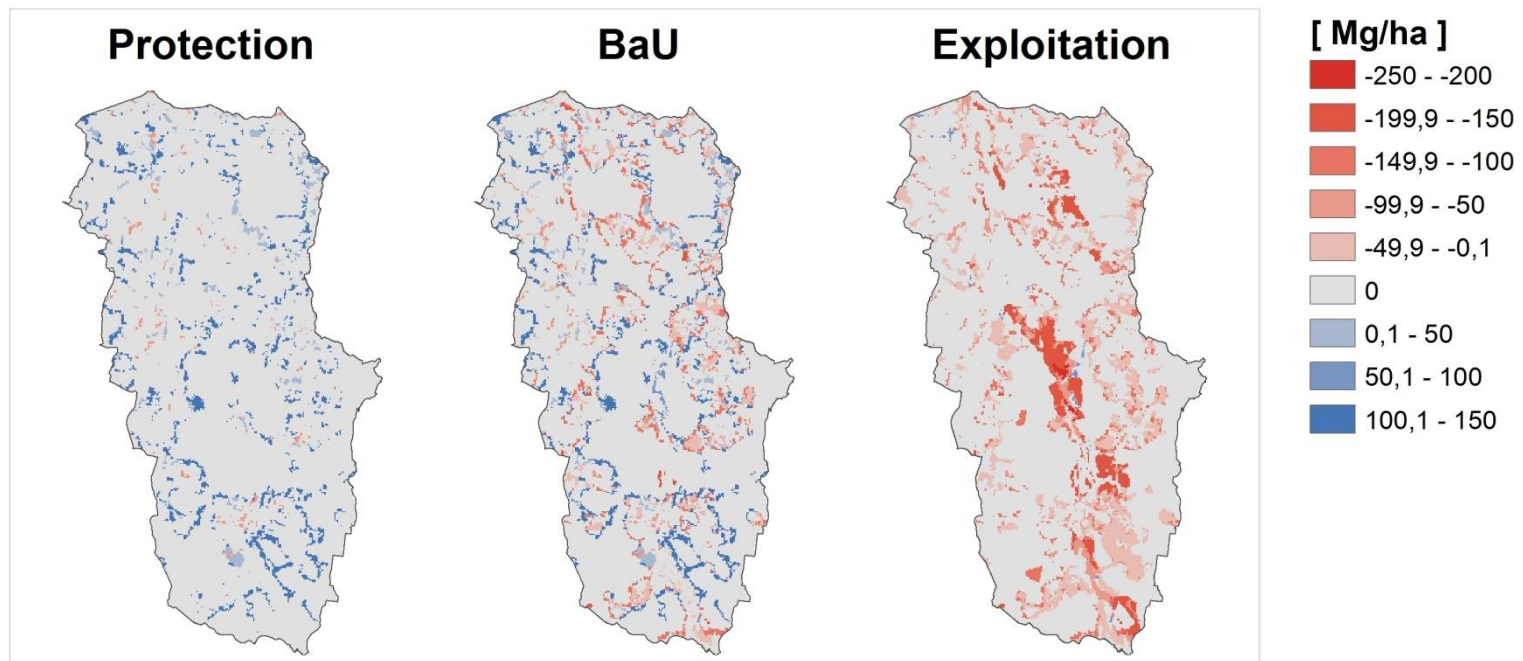 Protection
BaU
Exploitation
[ Mg/ha ]
-250 - -200
-199,9 - -150
-149,9 - -100
-99,9 - -50
-49,9 - -0,1
0
0,1 - 50
50,1 - 100
100,1 - 150